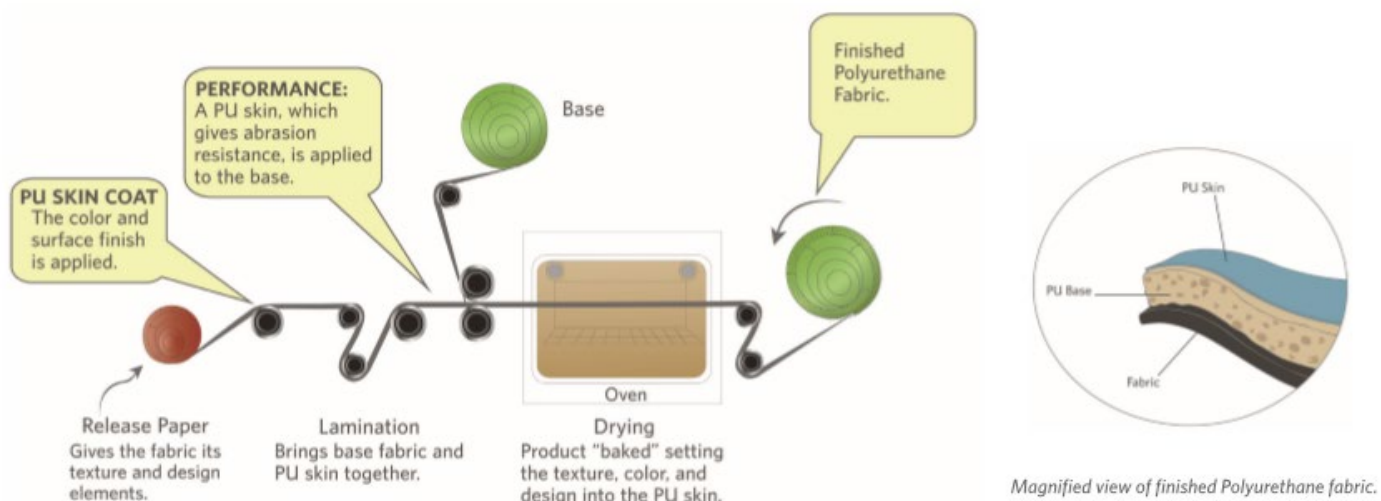 PU SKIN COAT
The color and
surface finish
is applied.
PERFORMANCE:
A PU skin, which
gives abrasion
resistance, is applied
to the base.
Base
Finished
Polyurethane
Fabric.
Release Paper
Gives the fabric its
texture and design
elements.
Lamination
Brings base fabric and
PU skin together.
Oven
Drying
Product "baked" setting
the texture, color, and
design into the PU skin.
PU Skin
PU Base
Fabric
Magnified view of finished Polyurethane fabric.